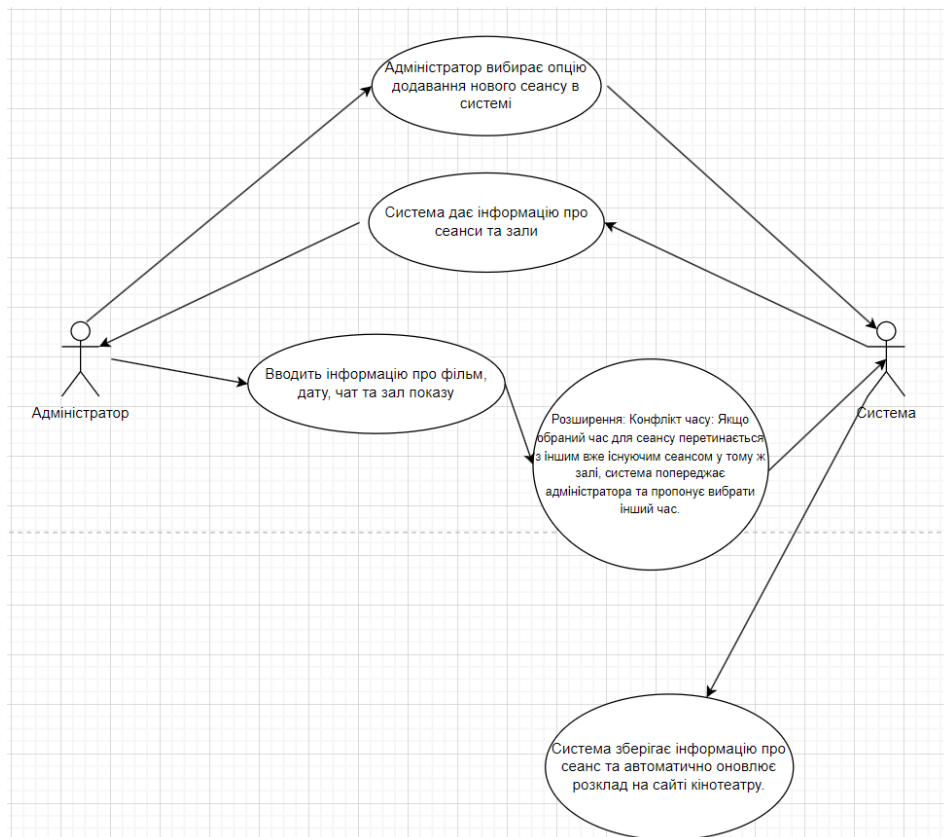 Адміністратор вибирає опцію
додавання нового сеансу в
системі
Система дає інформацію про
сеанси та зали
Вводить інформацію про фільм,
дату, чат та зал показу
Адміністратор
Розширення: Конфлікт часу: Якщо
обраний час для сеансу перетинається
з іншим вже існуючим сеансом у тому ж
залі, система попереджає
адміністратора та пропонує вибрати
інший час.
Система
Система зберігає інформацію про
сеанс та автоматично оновлює
розклад на сайті кінотеатру.